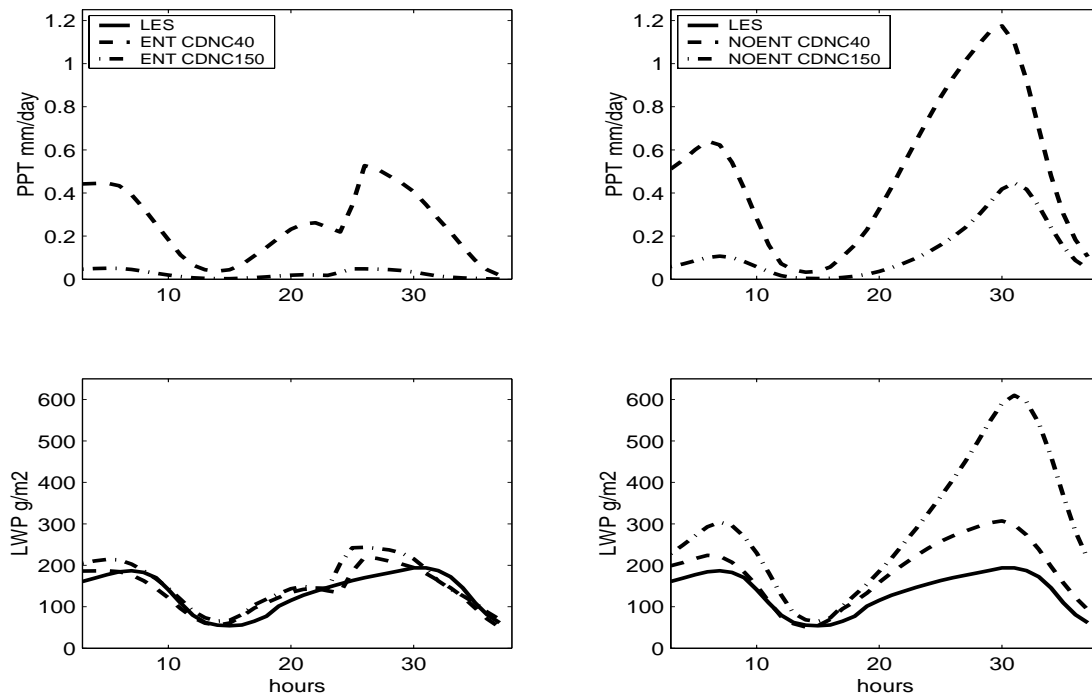 LES
ENT CDNC40
ENT CDNC150
PPT mm/day
1.2
1
0.8
0.6
0.4
0.2
0
10 20 30
LES
NOENT CDNC40
NOENT CDNC150
PPT mm/day
1.2
1
0.8
0.6
0.4
0.2
0
10 20 30
LWP g/m2
600
500
400
300
200
100
0
10 20 30
hours
LWP g/m2
600
500
400
300
200
100
0
10 20 30
hours